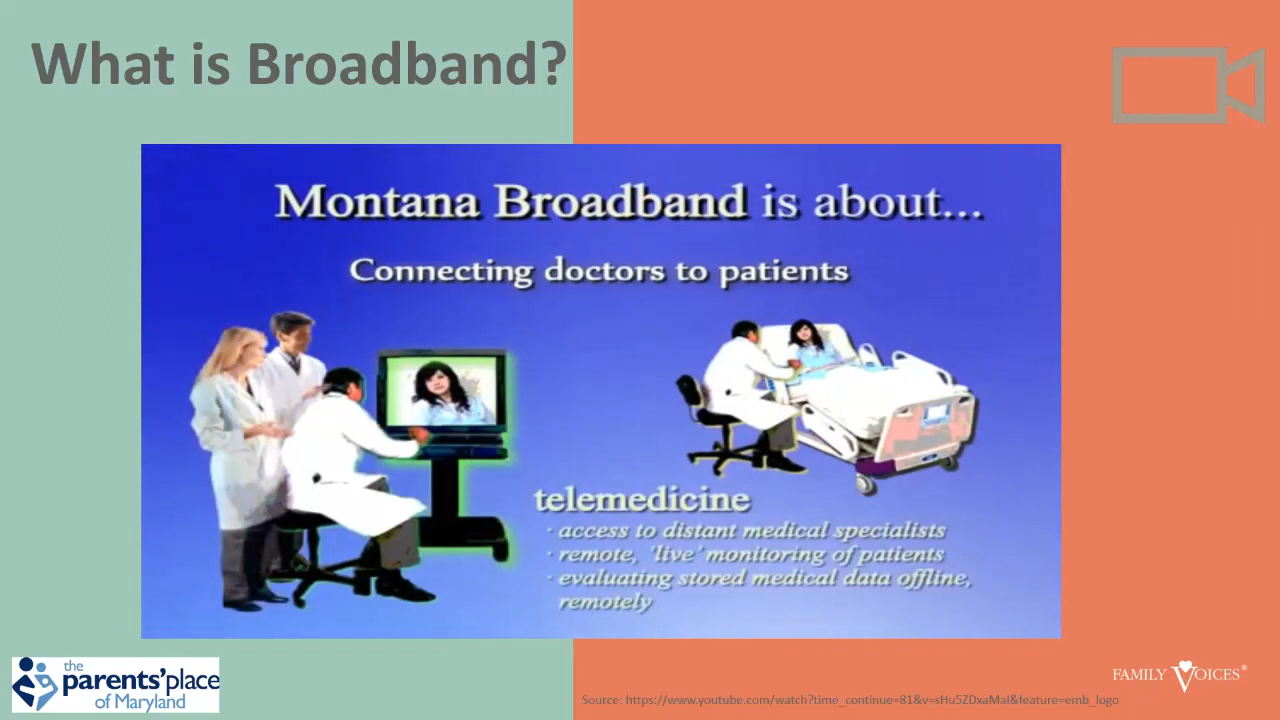 What is Broadband?
Montana Broadband is about...
Connecting doctors to patients
telemedicine
· access to distant medical specialists
· remote, 'live' monitoring of patients
· evaluating stored medical data offline,
remotely
the
parents'place
of Maryland
FAMILY VOICES®
Source: https://www.youtube.com/watch?time_continue=81&v=sHu5ZDxaMaI&feature=emb_logo